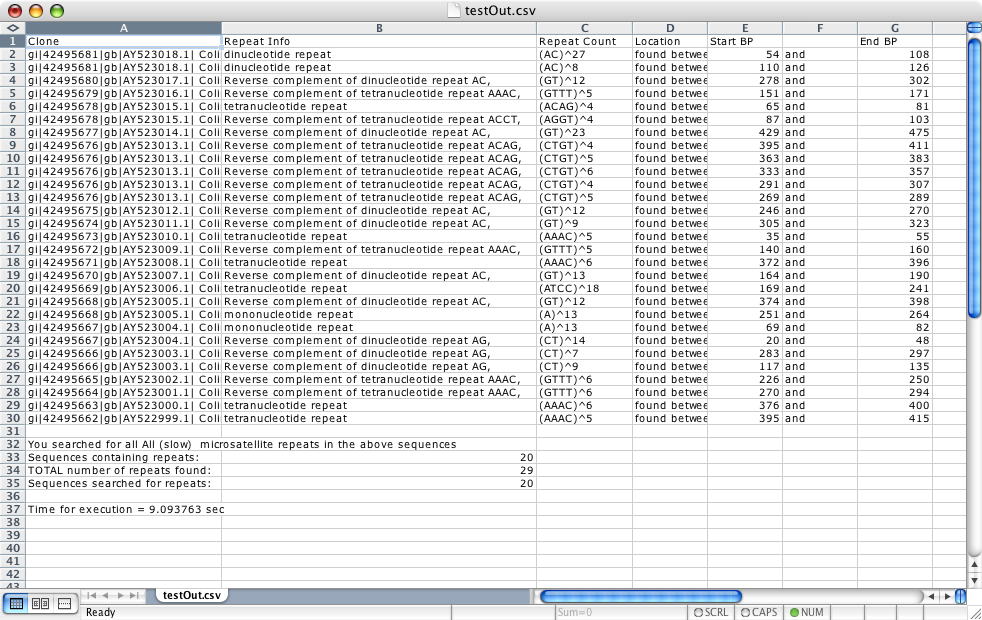 testOut.csv
A B C D E F G
1 Clone Repeat Info Repeat Count Location Start BP End BP
2 gi|42495681|gb|AY523018.1| Coli dinucleotide repeat (AC)^27 found betwee 54 and 108
3 gi|42495681|gb|AY523018.1| Coli dinucleotide repeat (AC)^8 found betwee 110 and 126
4 gi|42495680|gb|AY523017.1| Coli Reverse complement of dinucleotide repeat AC, (GT)^12 found betwee 278 and 302
5 gi|42495679|gb|AY523016.1| Coli Reverse complement of tetranucleotide repeat AAAC, (GTTT)^5 found betwee 151 and 171
6 gi|42495678|gb|AY523015.1| Coli tetranucleotide repeat (ACAG)^4 found betwee 65 and 81
7 gi|42495678|gb|AY523015.1| Coli Reverse complement of tetranucleotide repeat ACCT, (AGGT)^4 found betwee 87 and 103
8 gi|42495677|gb|AY523014.1| Coli Reverse complement of dinucleotide repeat AC, (GT)^23 found betwee 429 and 475
9 gi|42495676|gb|AY523013.1| Coli Reverse complement of tetranucleotide repeat ACAG, (CTGT)^4 found betwee 395 and 411
10 gi|42495676|gb|AY523013.1| Coli Reverse complement of tetranucleotide repeat ACAG, (CTGT)^5 found betwee 363 and 383
11 gi|42495676|gb|AY523013.1| Coli Reverse complement of tetranucleotide repeat ACAG, (CTGT)^6 found betwee 333 and 357
12 gi|42495676|gb|AY523013.1| Coli Reverse complement of tetranucleotide repeat ACAG, (CTGT)^4 found betwee 291 and 307
13 gi|42495676|gb|AY523013.1| Coli Reverse complement of tetranucleotide repeat ACAG, (CTGT)^5 found betwee 269 and 289
14 gi|42495675|gb|AY523012.1| Coli Reverse complement of dinucleotide repeat AC, (GT)^12 found betwee 246 and 270
15 gi|42495674|gb|AY523011.1| Coli Reverse complement of dinucleotide repeat AC, (GT)^9 found betwee 305 and 323
16 gi|42495673|gb|AY523010.1| Coli tetranucleotide repeat (AAAC)^5 found betwee 35 and 55
17 gi|42495672|gb|AY523009.1| Coli Reverse complement of tetranucleotide repeat AAAC, (GTTT)^5 found betwee 140 and 160
18 gi|42495671|gb|AY523008.1| Coli tetranucleotide repeat (AAAC)^6 found betwee 372 and 396
19 gi|42495670|gb|AY523007.1| Coli Reverse complement of dinucleotide repeat AC, (GT)^13 found betwee 164 and 190
20 gi|42495669|gb|AY523006.1| Coli tetranucleotide repeat (ATCC)^18 found betwee 169 and 241
21 gi|42495668|gb|AY523005.1| Coli Reverse complement of dinucleotide repeat AC, (GT)^12 found betwee 374 and 398
22 gi|42495668|gb|AY523005.1| Coli mononucleotide repeat (A)^13 found betwee 251 and 264
23 gi|42495667|gb|AY523004.1| Coli mononucleotide repeat (A)^13 found betwee 69 and 82
24 gi|42495667|gb|AY523004.1| Coli Reverse complement of dinucleotide repeat AG, (CT)^14 found betwee 20 and 48
25 gi|42495666|gb|AY523003.1| Coli Reverse complement of dinucleotide repeat AG, (CT)^7 found betwee 283 and 297
26 gi|42495666|gb|AY523003.1| Coli Reverse complement of dinucleotide repeat AG, (CT)^9 found betwee 117 and 135
27 gi|42495665|gb|AY523002.1| Coli Reverse complement of tetranucleotide repeat AAAC, (GTTT)^6 found betwee 226 and 250
28 gi|42495664|gb|AY523001.1| Coli Reverse complement of tetranucleotide repeat AAAC, (GTTT)^6 found betwee 270 and 294
29 gi|42495663|gb|AY523000.1| Coli tetranucleotide repeat (AAAC)^6 found betwee 376 and 400
30 gi|42495662|gb|AY522999.1| Coli tetranucleotide repeat (AAAC)^5 found betwee 395 and 415
31
32 You searched for all All (slow) microsatellite repeats in the above sequences
33 Sequences containing repeats: 20
34 TOTAL number of repeats found: 29
35 Sequences searched for repeats: 20
36
37 Time for execution = 9.093763 sec
38
39
40
41
42
43
testOut.csv
Ready Sum=0 SCRL CAPS NUM